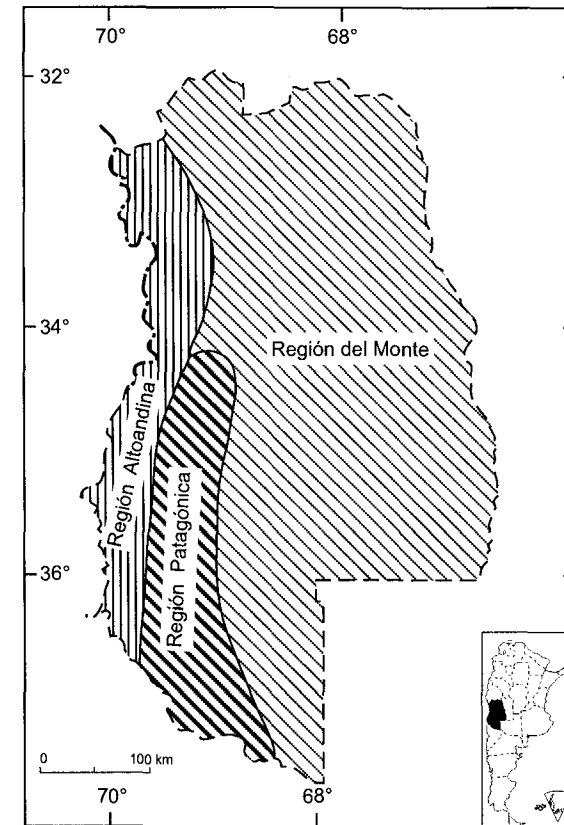 70°
68°
32°
34°
Región del Monte
Región Altoandina
Región Patagónica
36°
0
100 km
70°
68°